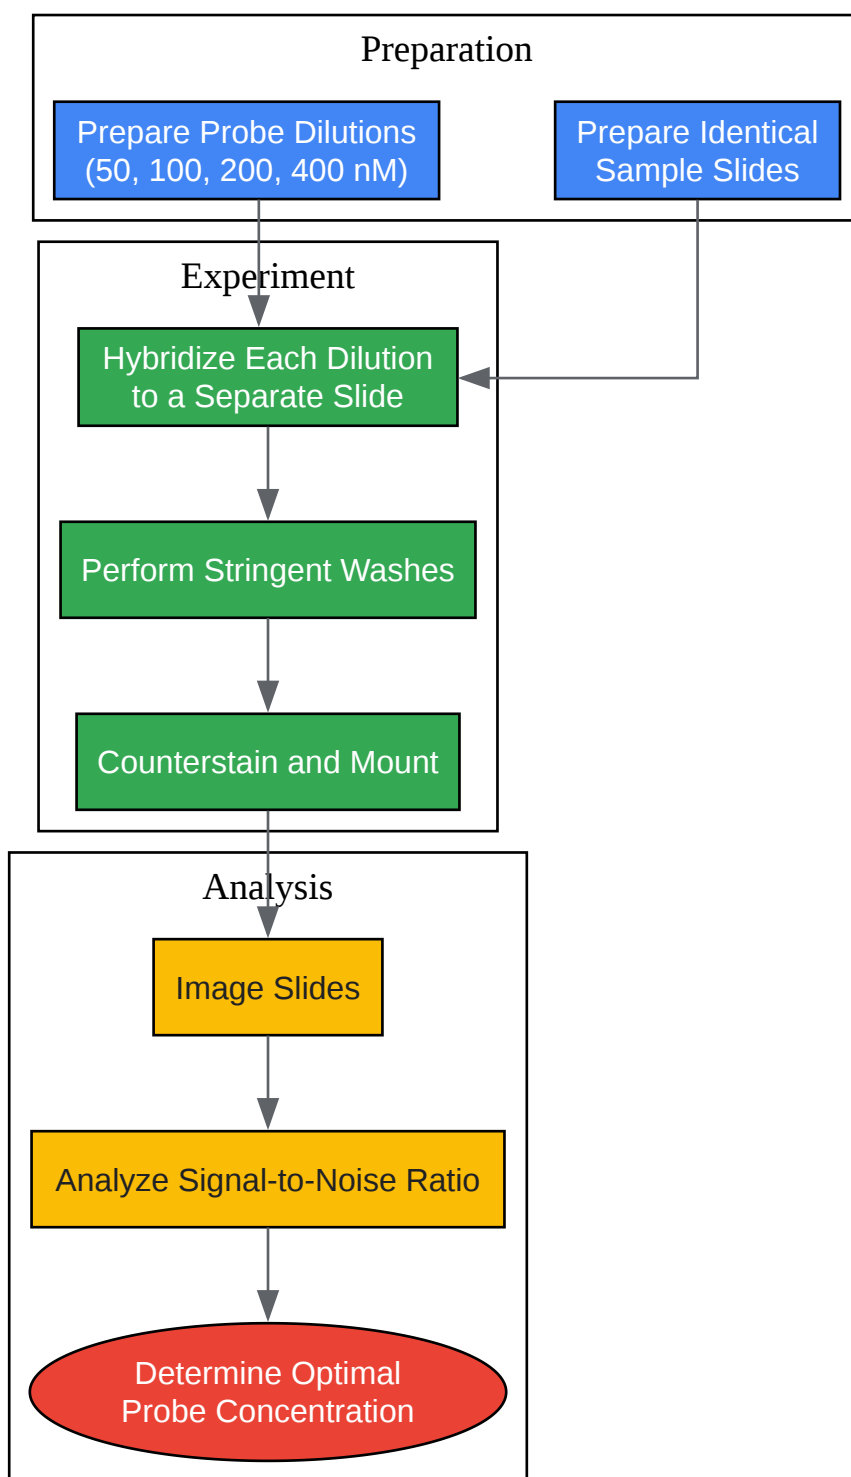 Preparation
Prepare Probe Dilutions
(50, 100, 200, 400 nM)
Prepare Identical
Sample Slides
Experiment
Hybridize Each Dilution
to a Separate Slide
Perform Stringent Washes
Counterstain and Mount
Analysis
Image Slides
Analyze Signal-to-Noise Ratio
Determine Optimal
Probe Concentration